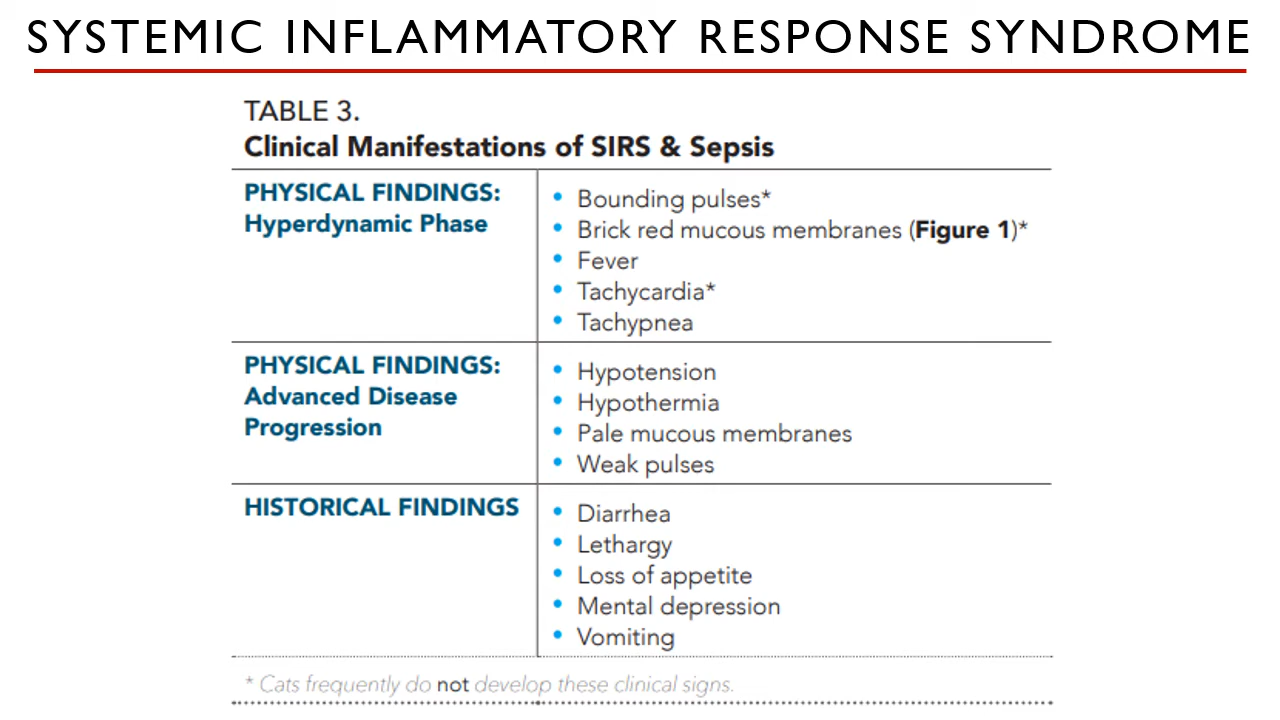 SYSTEMIC INFLAMMATORY RESPONSE SYNDROME
TABLE 3.
Clinical Manifestations of SIRS & Sepsis
PHYSICAL FINDINGS:
Hyperdynamic Phase
• Bounding pulses*
• Brick red mucous membranes (Figure 1)*
• Fever
• Tachycardia*
• Tachypnea
PHYSICAL FINDINGS:
Advanced Disease
Progression
• Hypotension
• Hypothermia
• Pale mucous membranes
• Weak pulses
HISTORICAL FINDINGS
• Diarrhea
• Lethargy
• Loss of appetite
• Mental depression
• Vomiting
* Cats frequently do not develop these clinical signs.